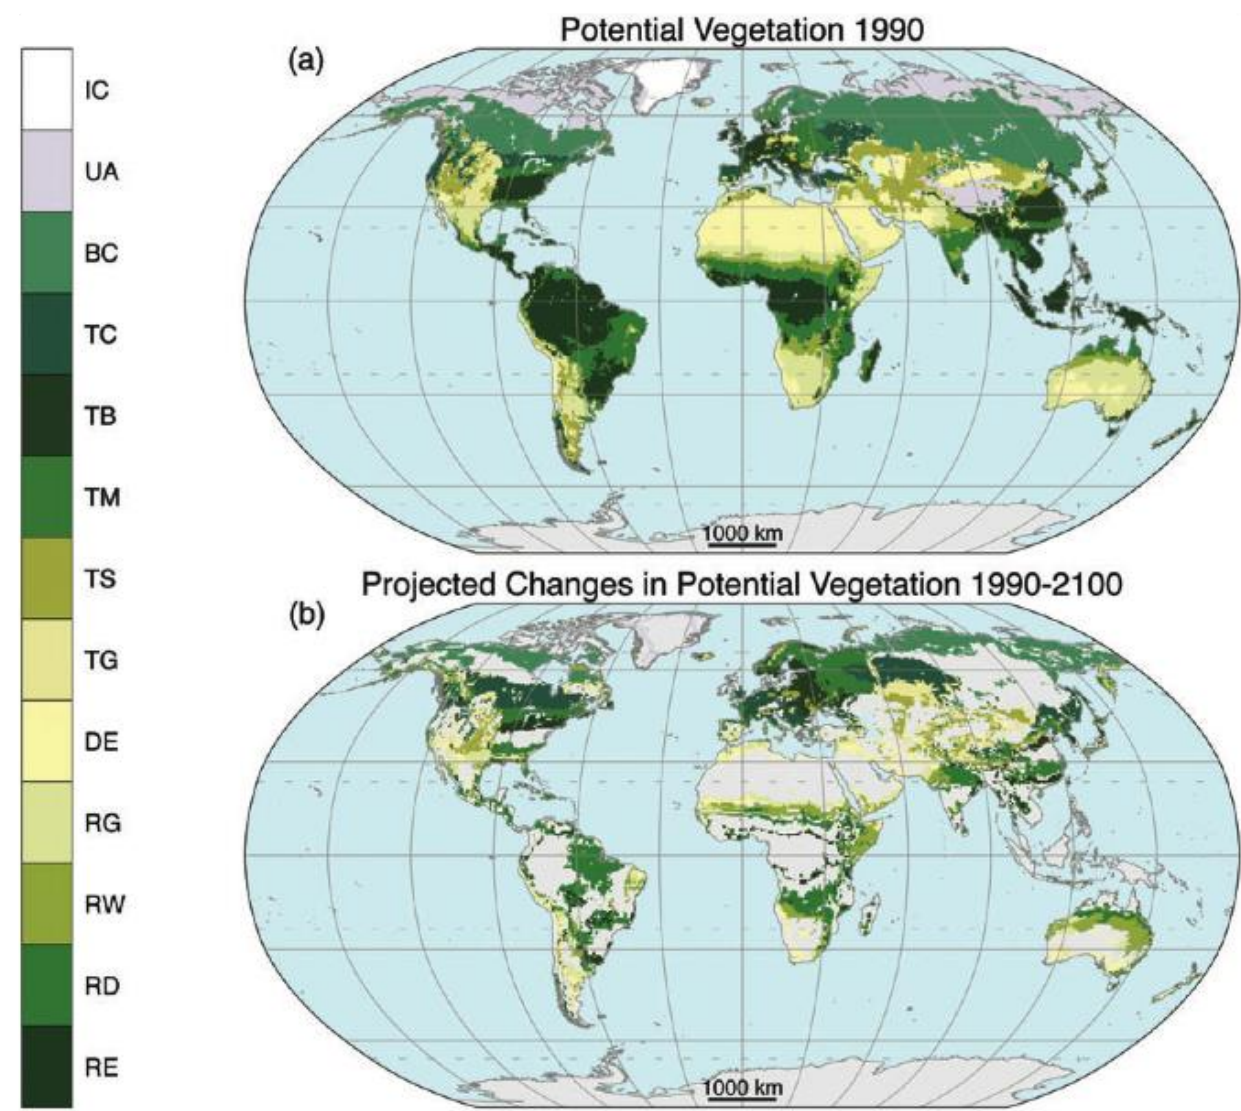 Potential Vegetation 1990
(a)
IC
UA
BC
TC
TB
TM
TS
TG
DE
RG
RW
RD
RE
1000 km
Projected Changes in Potential Vegetation 1990-2100
(b)
1000 km